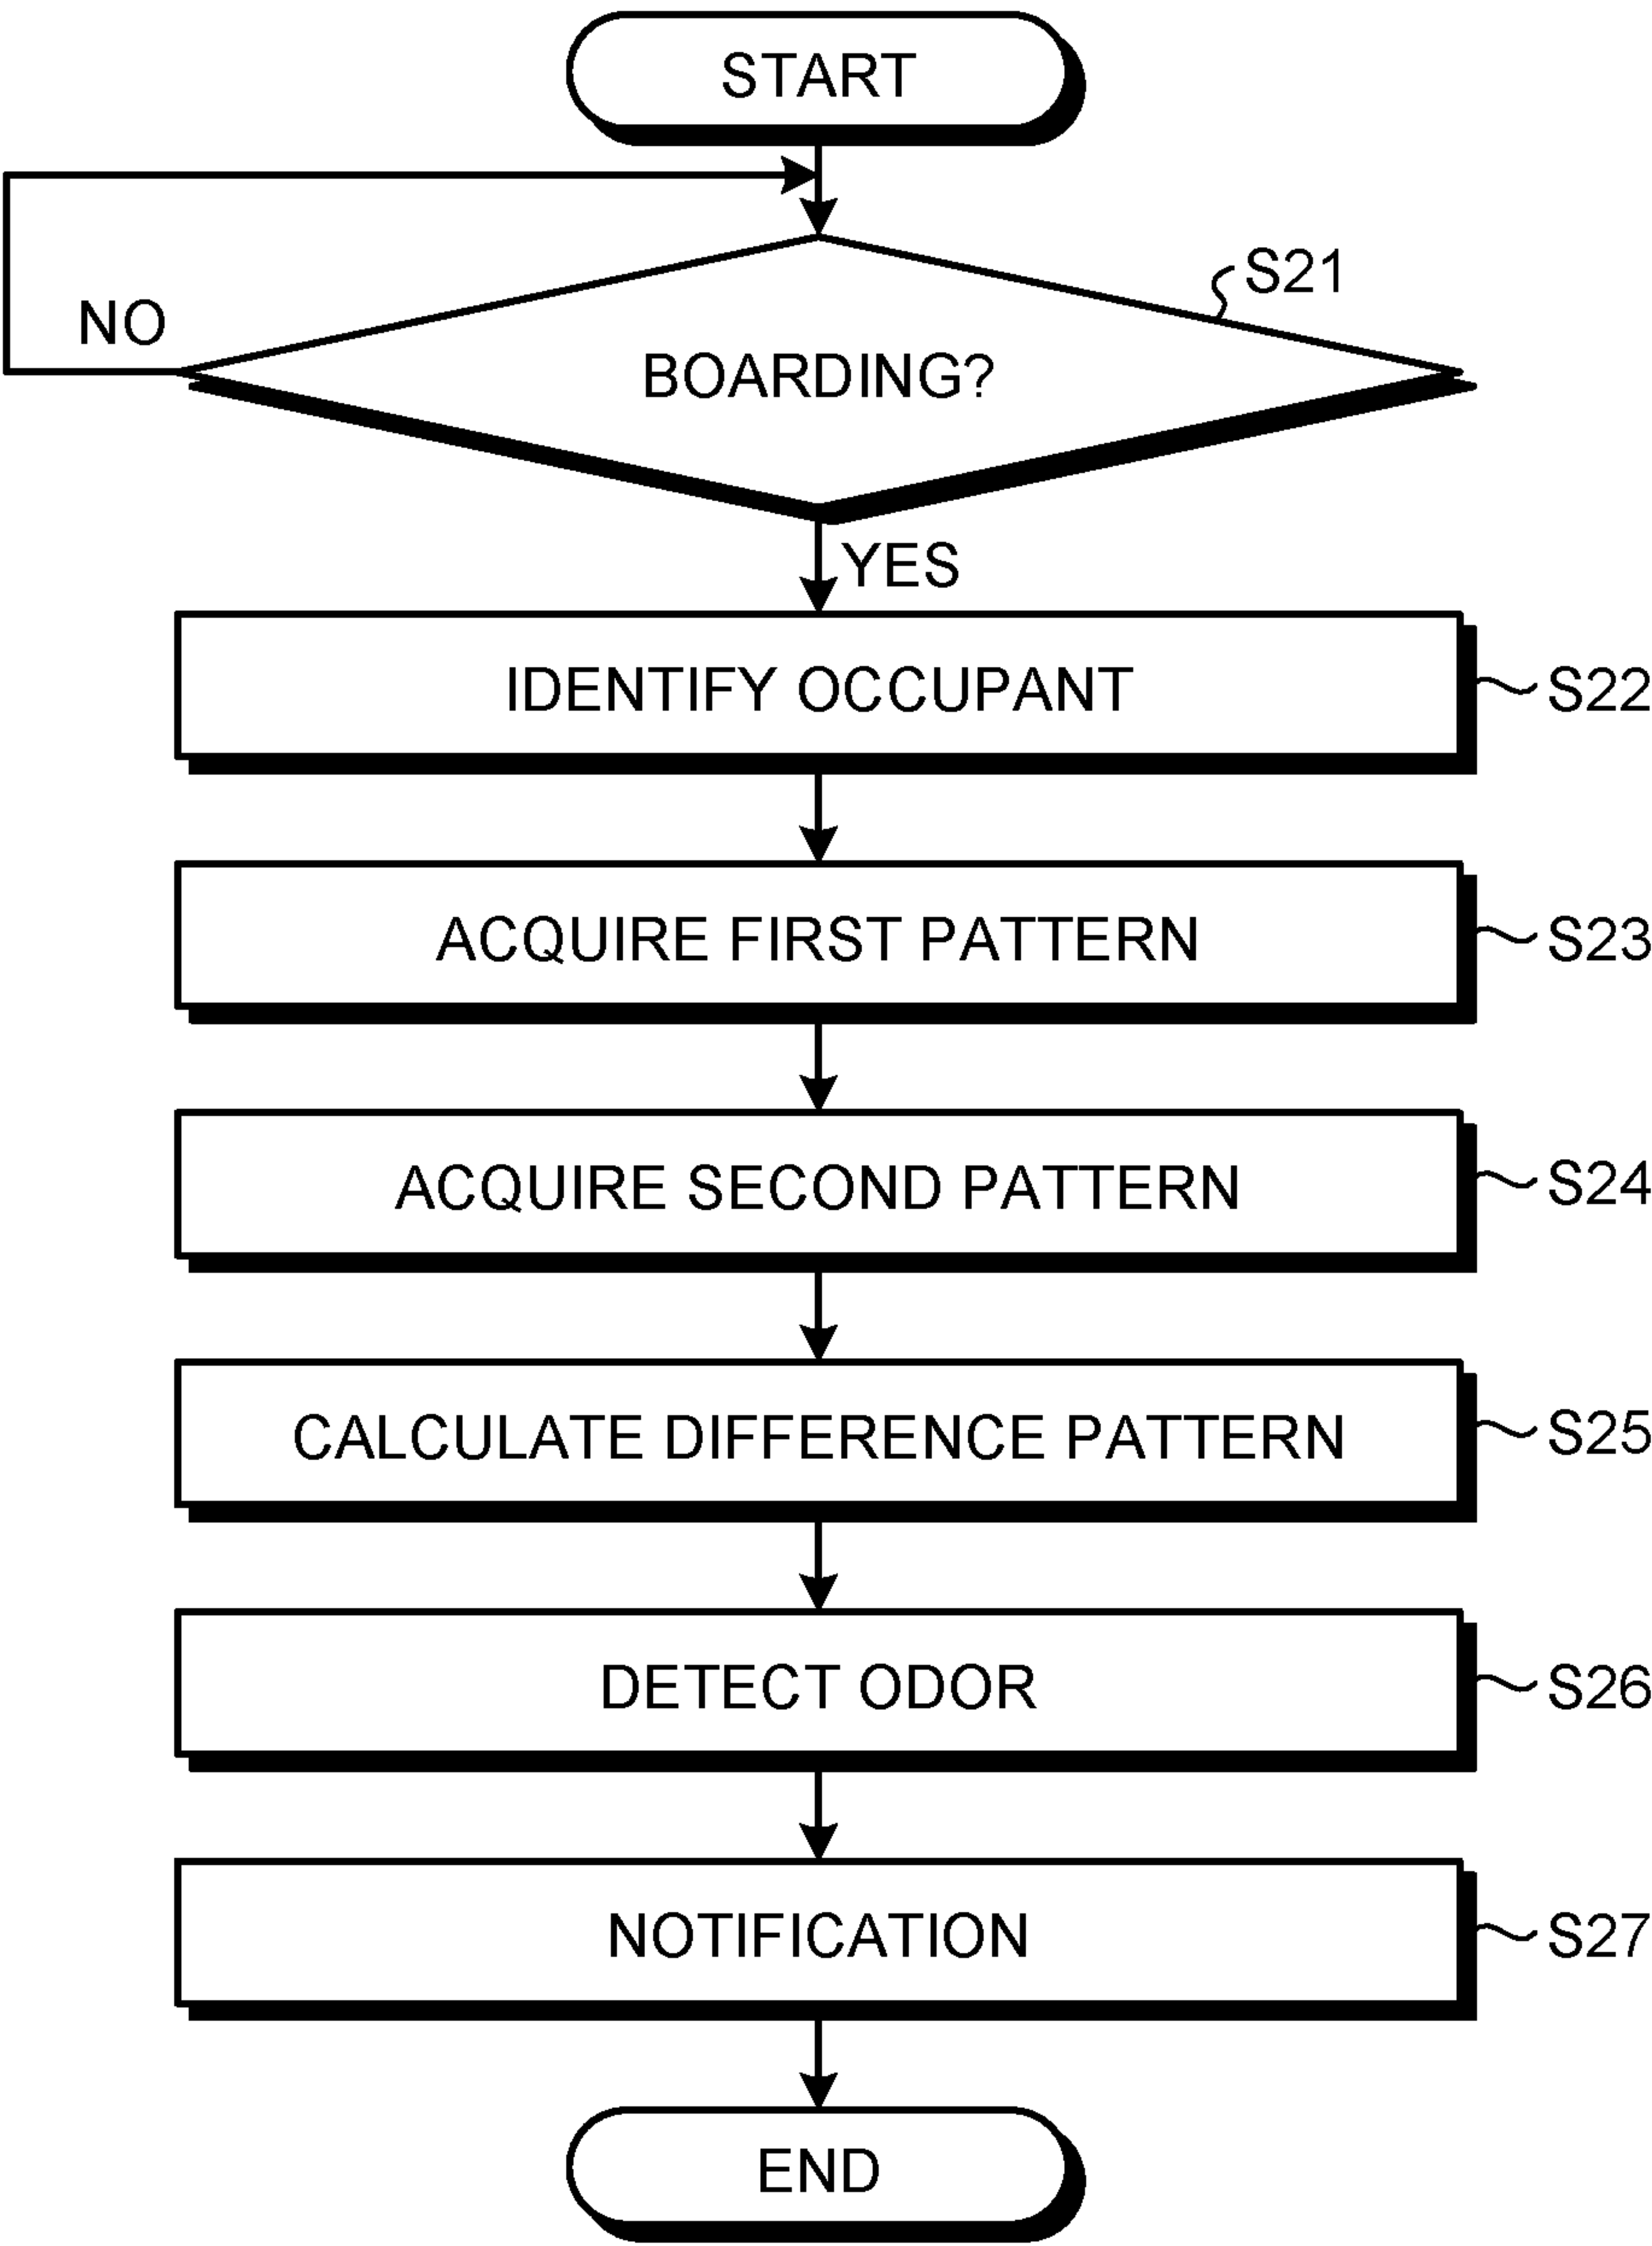 START
S21
NO
BOARDING?
YES
IDENTIFY OCCUPANT
S22
ACQUIRE FIRST PATTERN
S23
ACQUIRE SECOND PATTERN
S24
CALCULATE DIFFERENCE PATTERN
S25
DETECT ODOR
S26
NOTIFICATION
S27
END